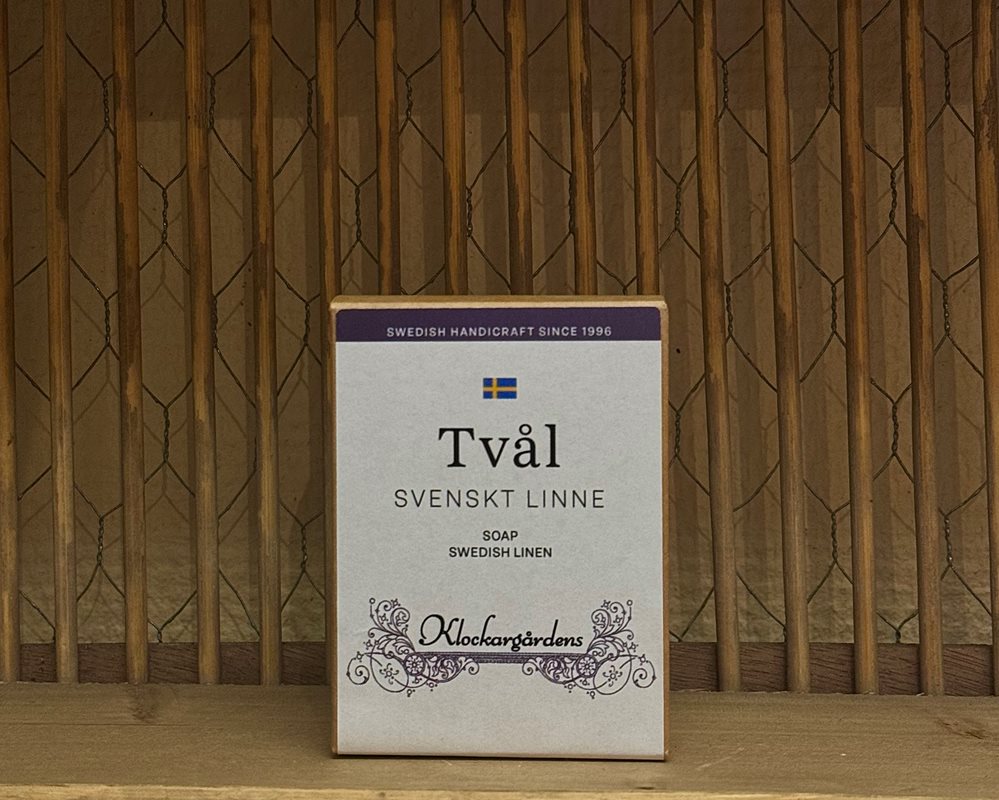 SWEDISH HANDICRAFT SINCE 1996
Tvål
SVENSKT LINNE
SOAP
SWEDISH LINEN
Klockargårdens